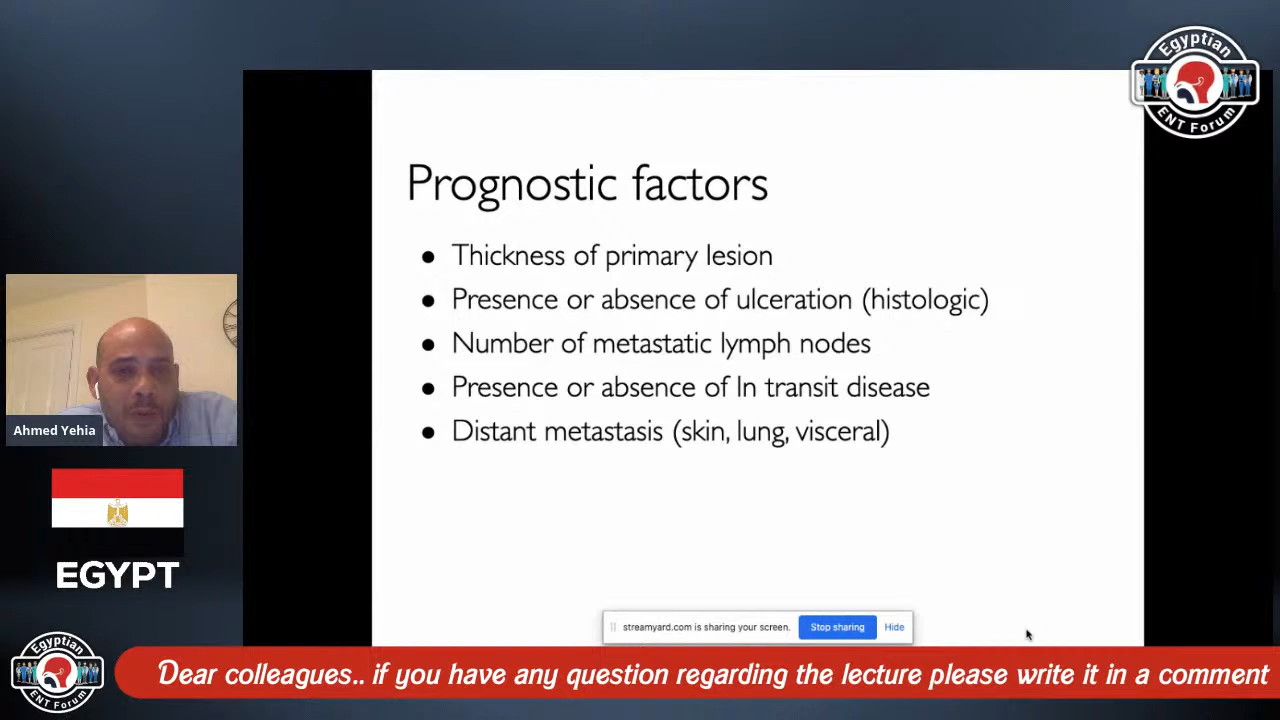 Egyptian
ENT Forum
Prognostic factors
● Thickness of primary lesion
● Presence or absence of ulceration (histologic)
● Number of metastatic lymph nodes
● Presence or absence of In transit disease
● Distant metastasis (skin, lung, visceral)
Ahmed Yehia
EGYPT
streamyard.com is sharing your screen.
Stop sharing
Hide
Egyptian
ENT Forum
Dear colleagues.. if you have any question regarding the lecture please write it in a comment